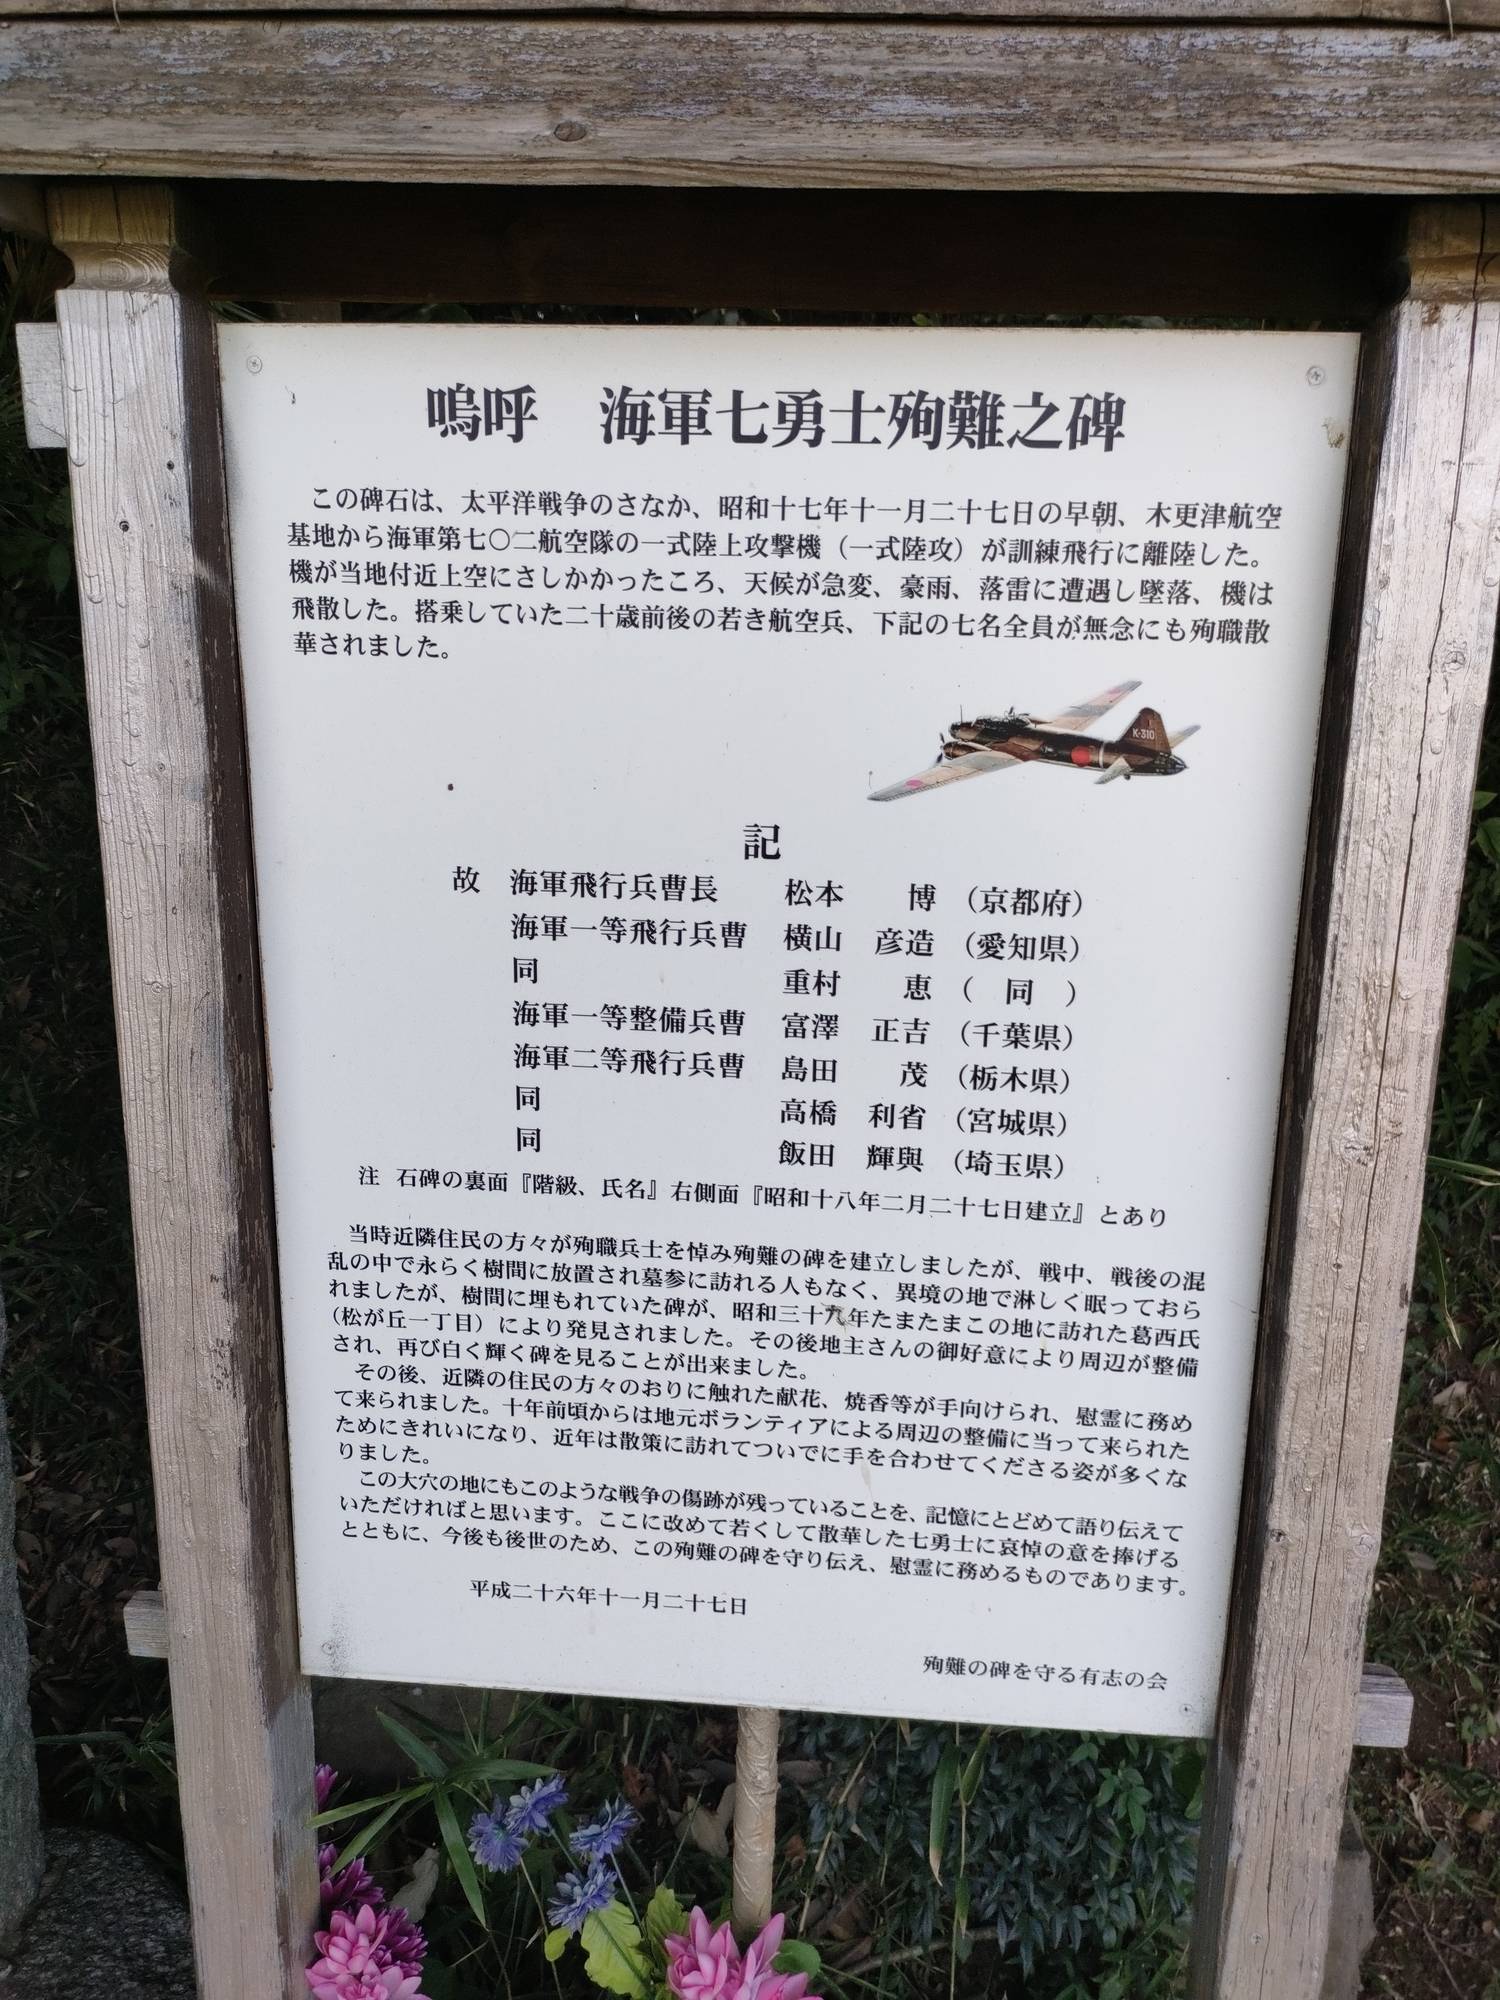 嗚呼　海軍七勇士殉難之碑
この碑石は、太平洋戦争のさなか、昭和十七年十一月二十七日の早朝、木更津航空
基地から海軍第七〇二航空隊の一式陸上攻撃機（一式陸攻）が訓練飛行に離陸した。
機が当地付近上空にさしかかったころ、天候が急変、豪雨、落雷に遭遇し墜落、機は
飛散した。搭乗していた二十歳前後の若き航空兵、下記の七名全員が無念にも殉職散
華されました。
K-310
記
故　海軍飛行兵曹長　松本　博　（京都府）
海軍一等飛行兵曹　横山　彦造　（愛知県）
同　重村　恵　（　同　）
海軍一等整備兵曹　富澤　正吉　（千葉県）
海軍二等飛行兵曹　島田　茂　（栃木県）
同　高橋　利省　（宮城県）
同　飯田　輝與　（埼玉県）
注　石碑の裏面『階級、氏名』右側面『昭和十八年二月二十七日建立』とあり
当時近隣住民の方々が殉職兵士を悼み殉難の碑を建立しましたが、戦中、戦後の混
乱の中で永らく樹間に放置され墓参に訪れる人もなく、異境の地で淋しく眠っておら
れましたが、樹間に埋もれていた碑が、昭和三十九年たまたまこの地に訪れた葛西氏
（松が丘一丁目）により発見されました。その後地主さんの御好意により周辺が整備
され、再び白く輝く碑を見ることが出来ました。
その後、近隣の住民の方々のおりに触れた献花、焼香等が手向けられ、慰霊に務め
て来られました。十年前頃からは地元ボランティアによる周辺の整備に当って来られた
ためにきれいになり、近年は散策に訪れてついでに手を合わせてくださる姿が多くな
りました。
この大穴の地にもこのような戦争の傷跡が残っていることを、記憶にとどめて語り伝えて
いただければと思います。ここに改めて若くして散華した七勇士に哀悼の意を捧げる
とともに、今後も後世のため、この殉難の碑を守り伝え、慰霊に務めるものであります。
平成二十六年十一月二十七日
殉難の碑を守る有志の会